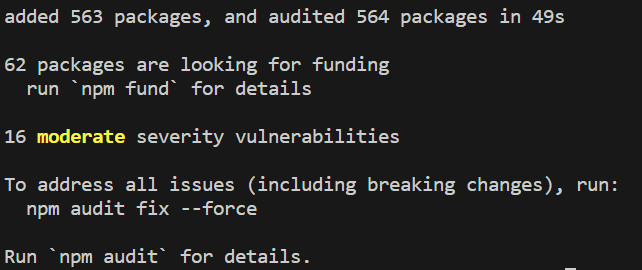 added 563 packages, and audited 564 packages in 49s
62 packages are looking for funding
  run `npm fund` for details
16 moderate severity vulnerabilities
To address all issues (including breaking changes), run:
  npm audit fix --force
Run `npm audit` for details.